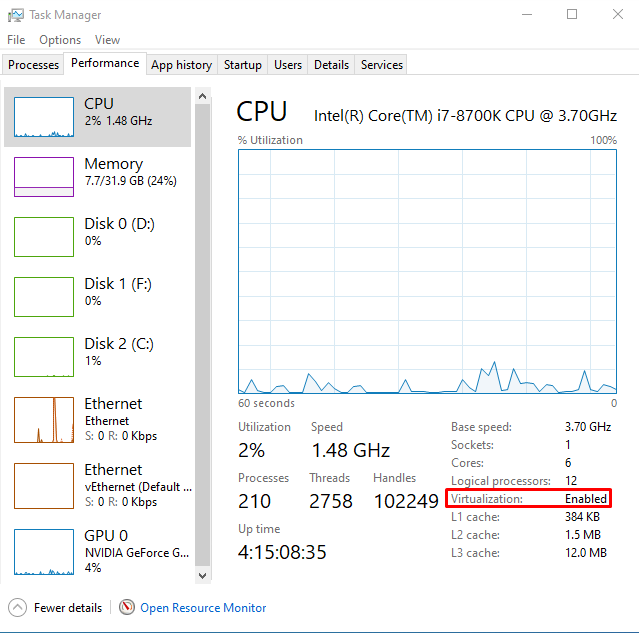 Task Manager
File Options View
Processes Performance App history Startup Users Details Services
CPU
2% 1.48 GHz
Memory
7.7/31.9 GB (24%)
Disk 0 (D:)
0%
Disk 1 (F:)
0%
Disk 2 (C:)
1%
Ethernet
Ethernet
S: 0 R: 0 Kbps
Ethernet
vEthernet (Default ...
S: 0 R: 0 Kbps
GPU 0
NVIDIA GeForce G...
4%
CPU Intel(R) Core(TM) i7-8700K CPU @ 3.70GHz
% Utilization 100%
60 seconds 0
Utilization Speed
2% 1.48 GHz
Processes Threads Handles
210 2758 102249
Up time
4:15:08:35
Base speed: 3.70 GHz
Sockets: 1
Cores: 6
Logical processors: 12
Virtualization: Enabled
L1 cache: 384 KB
L2 cache: 1.5 MB
L3 cache: 12.0 MB
Fewer details Open Resource Monitor